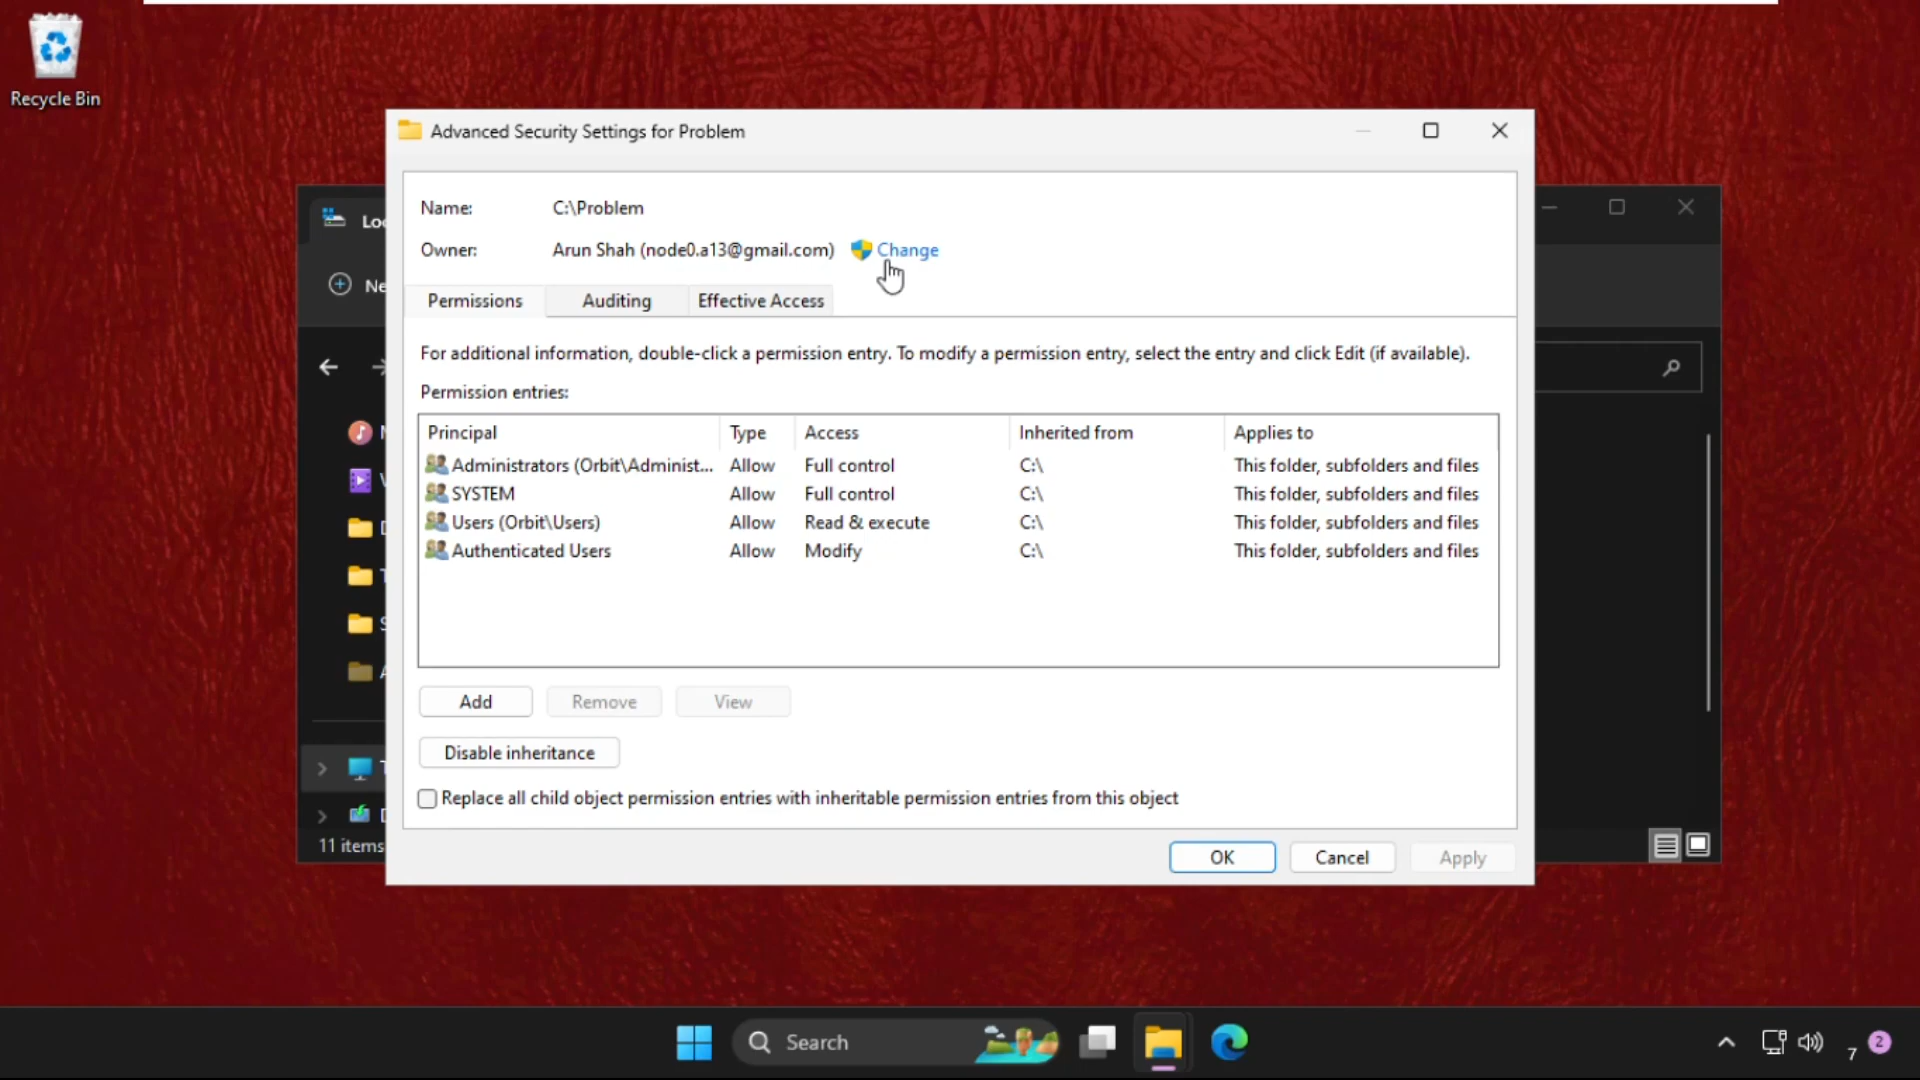 Recycle Bin
Advanced Security Settings for Problem
Name: C:\Problem
Owner: Arun Shah (node0.a13@gmail.com) Change
Permissions Auditing Effective Access
For additional information, double-click a permission entry. To modify a permission entry, select the entry and click Edit (if available).
Permission entries:
Principal Type Access Inherited from Applies to
Administrators (Orbit\Administ... Allow Full control C:\ This folder, subfolders and files
SYSTEM Allow Full control C:\ This folder, subfolders and files
Users (Orbit\Users) Allow Read & execute C:\ This folder, subfolders and files
Authenticated Users Allow Modify C:\ This folder, subfolders and files
Add Remove View
Disable inheritance
Replace all child object permission entries with inheritable permission entries from this object
11 items
OK Cancel Apply
Search
7 2